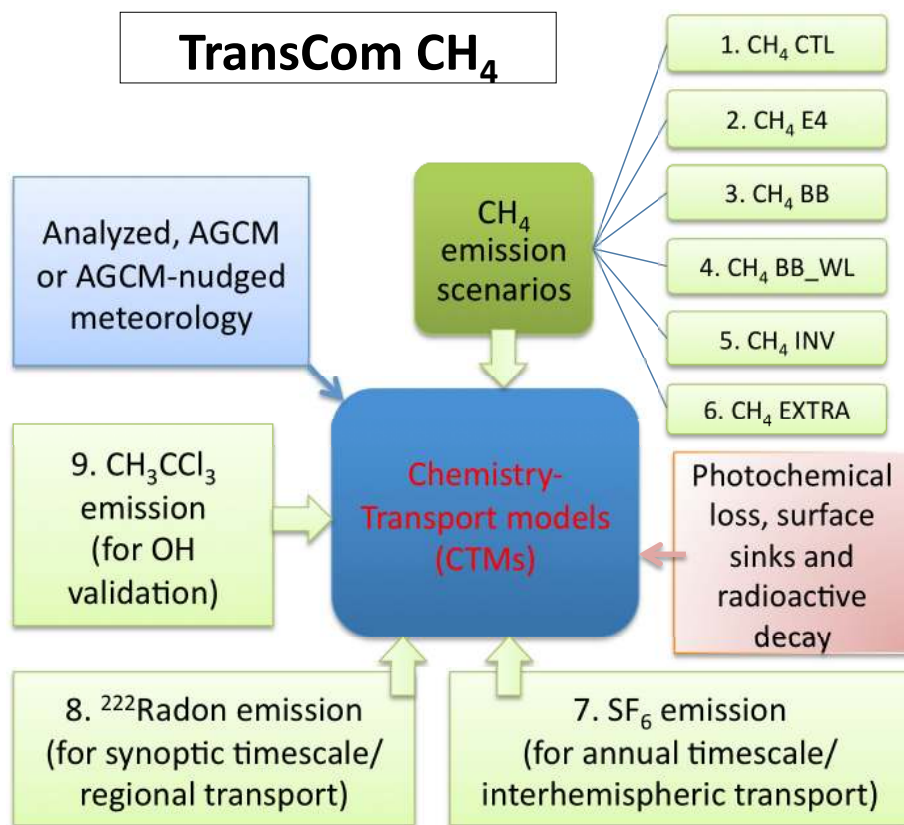 TransCom CH₄
1. CH₄ CTL
2. CH₄ E4
3. CH₄ BB
4. CH₄ BB_WL
5. CH₄ INV
6. CH₄ EXTRA
CH₄
emission
scenarios
Analyzed, AGCM
or AGCM-nudged
meteorology
Chemistry-
Transport models
(CTMs)
9. CH₃CCl₃
emission
(for OH
validation)
Photochemical
loss, surface
sinks and
radioactive
decay
8. ²²²Radon emission
(for synoptic timescale/
regional transport)
7. SF₆ emission
(for annual timescale/
interhemispheric transport)